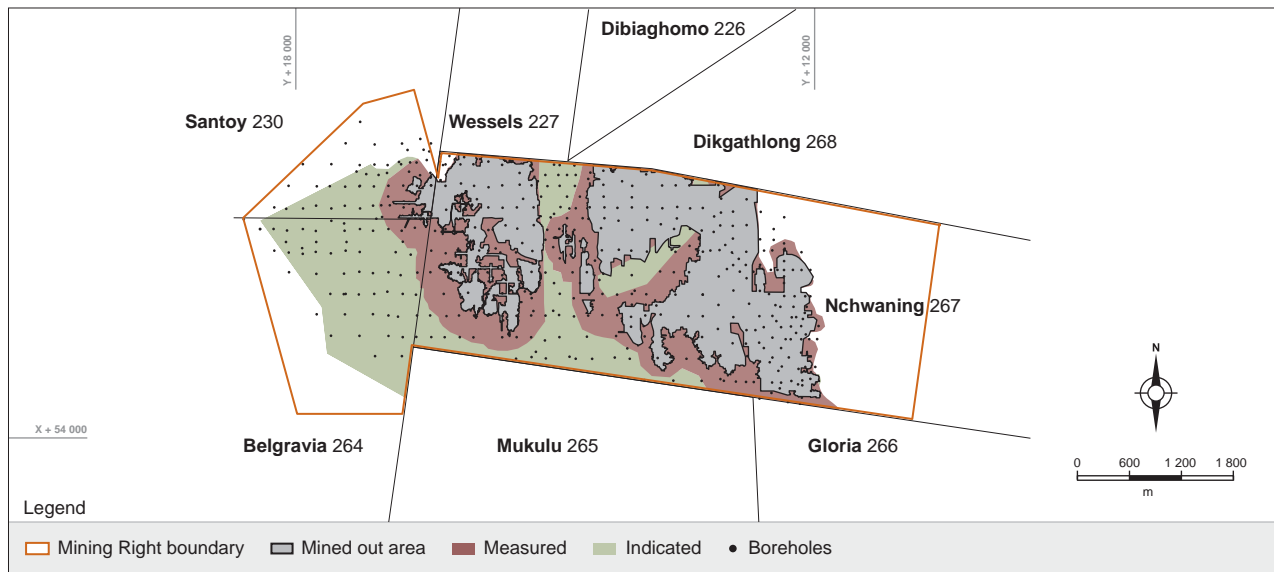 Dibiaghomo 226
Y + 18 000
Y + 12 000
Santoy 230
Wessels 227
Dikgathlong 268
Nchwaning 267
N
X + 54 000
Belgravia 264
Mukulu 265
Gloria 266
0 600 1 200 1 800
m
Legend
Mining Right boundary Mined out area Measured Indicated Boreholes